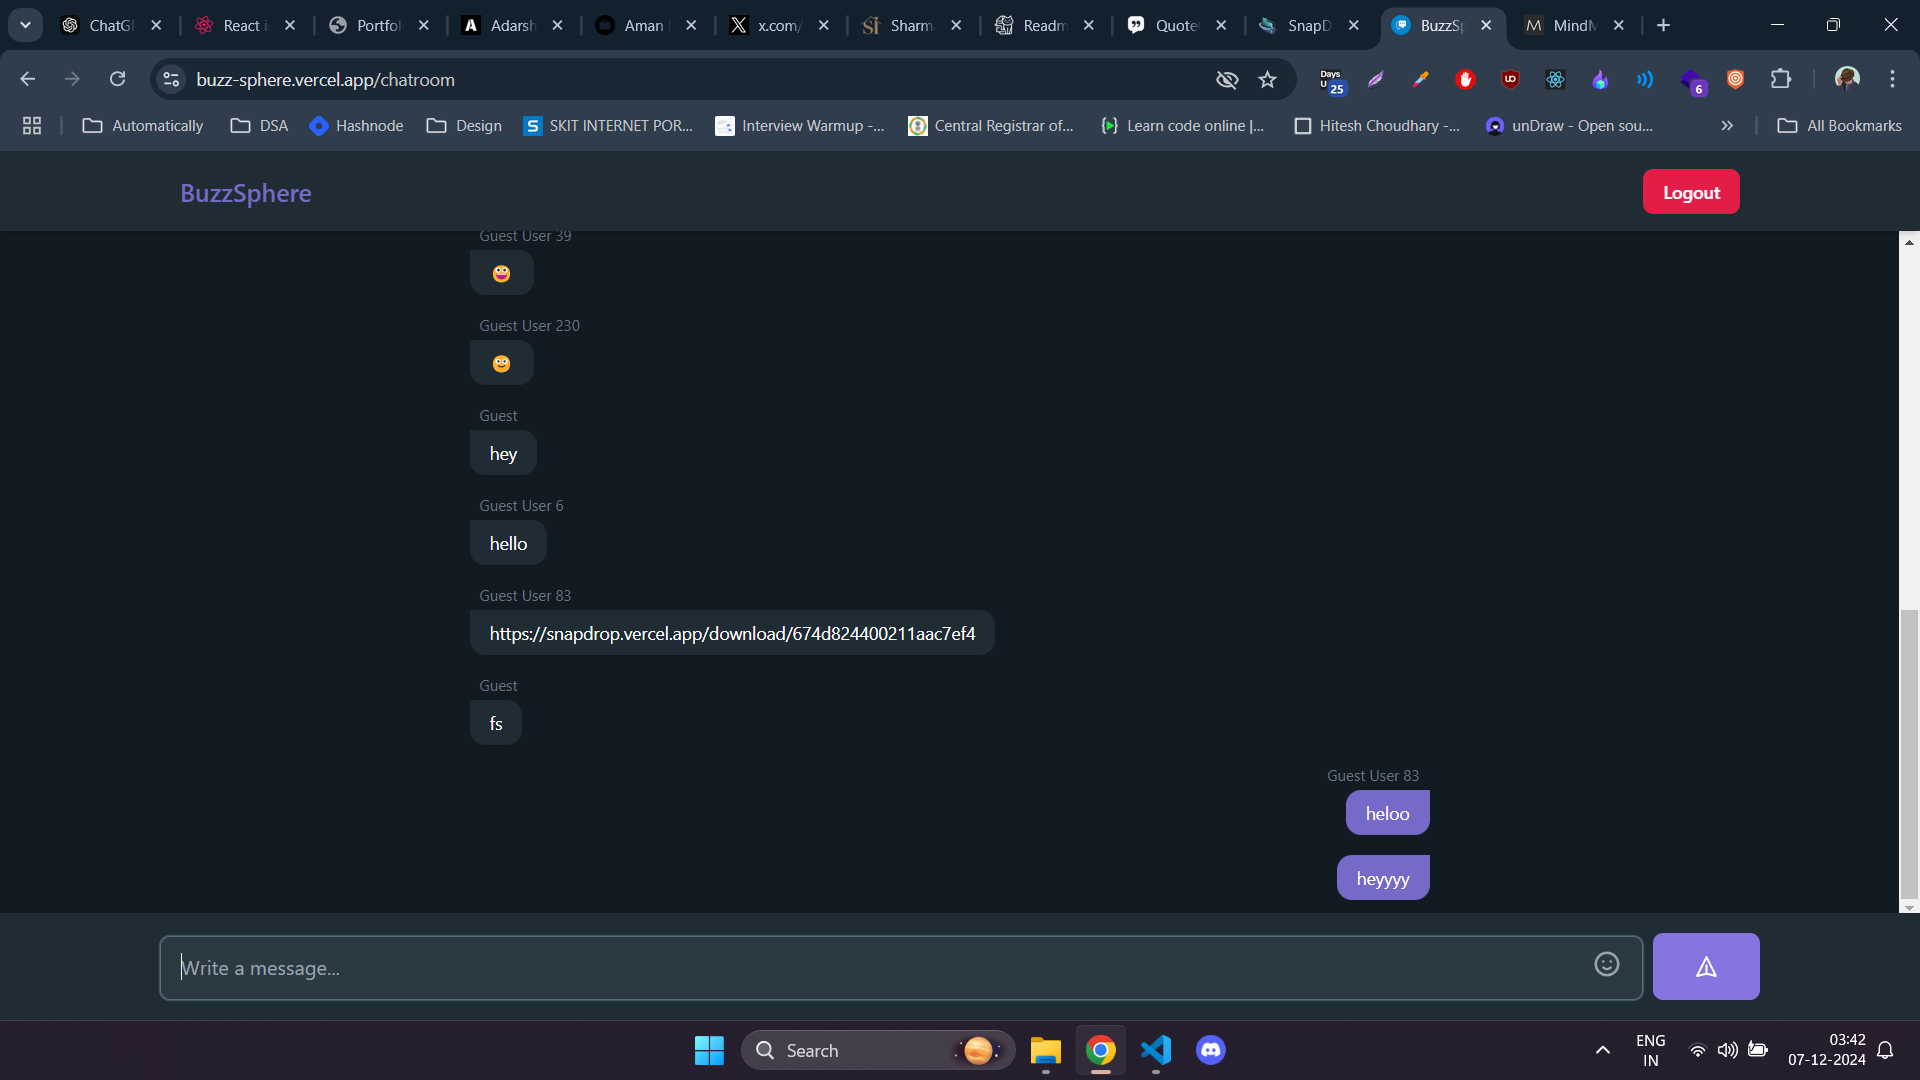 ChatGP
React i
Portfol
Adarsh
Aman
x.com/
Sharm
Readm
Quote
SnapD
BuzzSp
MindM
buzz-sphere.vercel.app/chatroom
Days
U
25
UD
6
Automatically
DSA
Hashnode
Design
SKIT INTERNET POR...
Interview Warmup -...
Central Registrar of...
Learn code online |...
Hitesh Choudhary -...
unDraw - Open sou...
All Bookmarks
BuzzSphere
Logout
Guest User 39
Guest User 230
Guest
hey
Guest User 6
hello
Guest User 83
https://snapdrop.vercel.app/download/674d824400211aac7ef4
Guest
fs
Guest User 83
heloo
heyyyy
Write a message...
Search
ENG
IN
03:42
07-12-2024